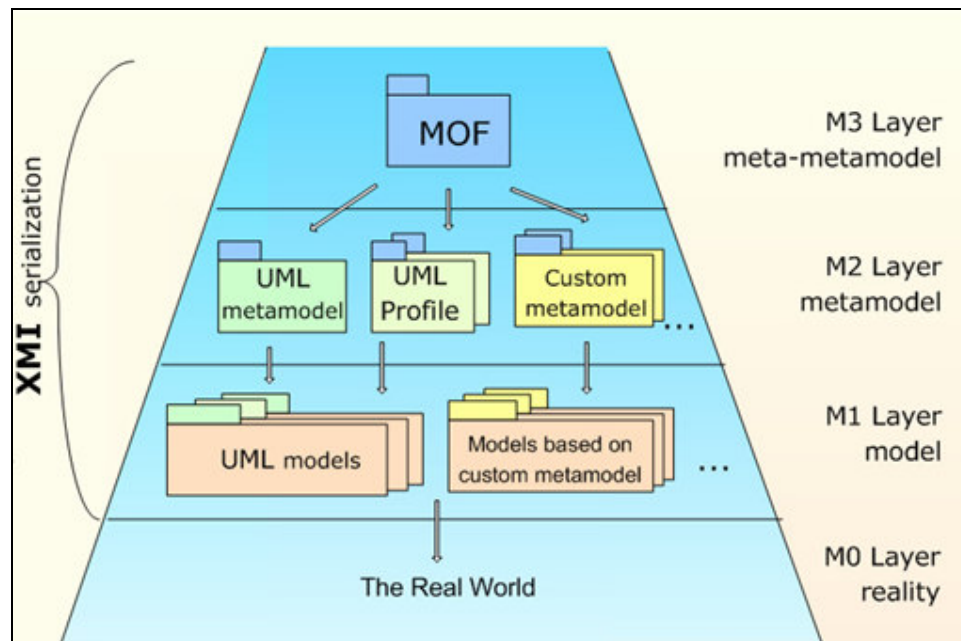 XMI serialization
MOF
M3 Layer
meta-metamodel
UML
metamodel
UML
Profile
Custom
metamodel
...
M2 Layer
metamodel
UML models
Models based on
custom metamodel
...
M1 Layer
model
The Real World
M0 Layer
reality